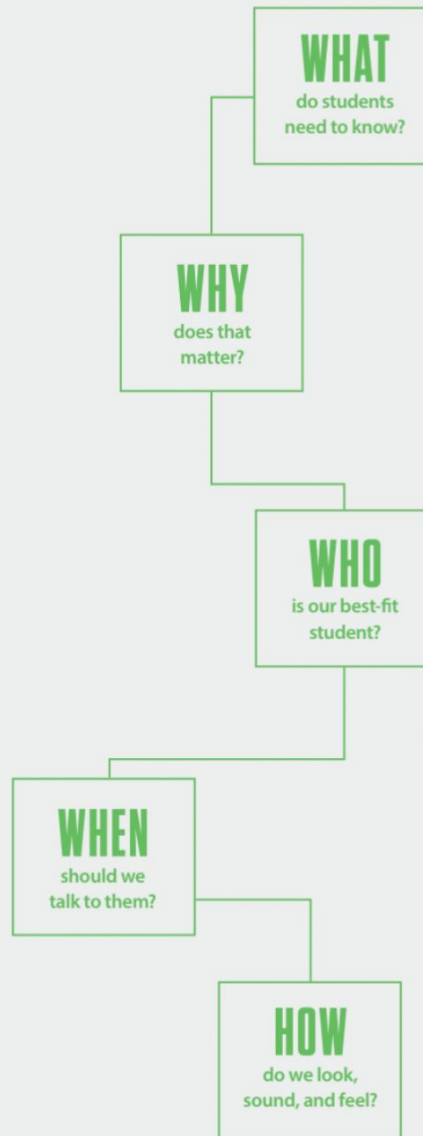 WHAT
do students
need to know?
WHY
does that
matter?
WHO
is our best-fit
student?
WHEN
should we
talk to them?
HOW
do we look,
sound, and feel?